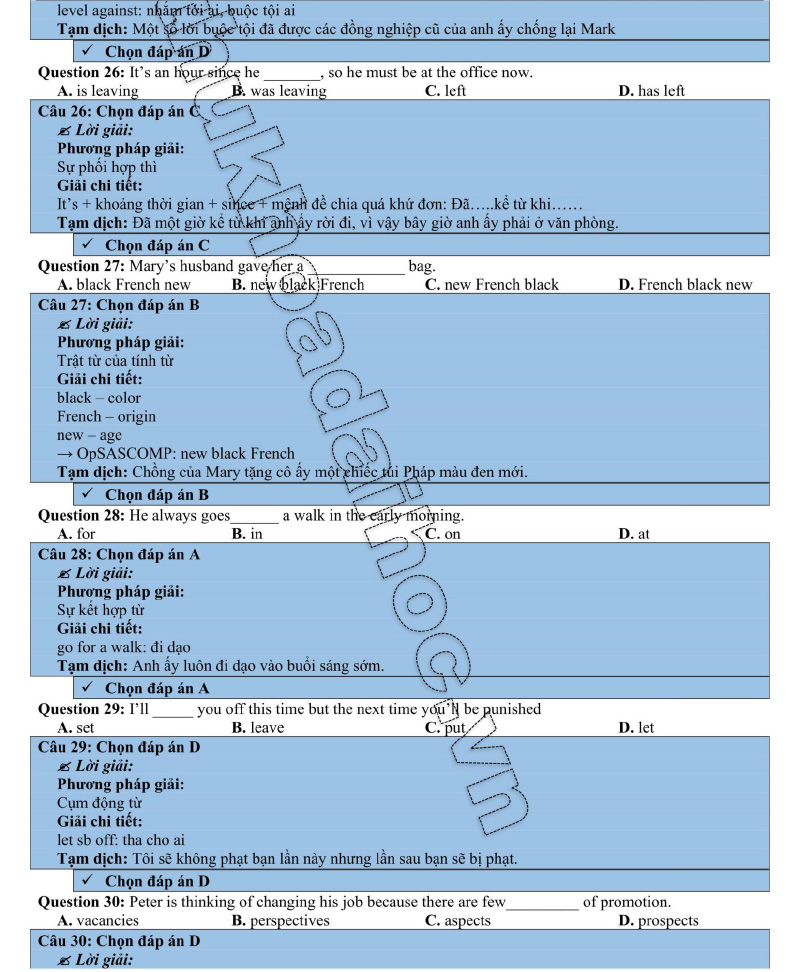 level against: nhắm tới ai, buộc tội ai
Tạm dịch: Một số lời buộc tội đã được các đồng nghiệp cũ của anh ấy chống lại Mark
✓ Chọn đáp án D
Question 26: It's an hour since he _______, so he must be at the office now.
A. is leaving B. was leaving C. left D. has left
Câu 26: Chọn đáp án C
✍ Lời giải:
Phương pháp giải:
Sự phối hợp thì
Giải chi tiết:
It's + khoảng thời gian + since + mệnh đề chia quá khứ đơn: Đã…..kể từ khi……
Tạm dịch: Đã một giờ kể từ khi anh ấy rời đi, vì vậy bây giờ anh ấy phải ở văn phòng.
✓ Chọn đáp án C
Question 27: Mary's husband gave her a ____________ bag.
A. black French new B. new black French C. new French black D. French black new
Câu 27: Chọn đáp án B
✍ Lời giải:
Phương pháp giải:
Trật từ của tính từ
Giải chi tiết:
black – color
French – origin
new – age
→ OpSASCOMP: new black French
Tạm dịch: Chồng của Mary tặng cô ấy một chiếc túi Pháp màu đen mới.
✓ Chọn đáp án B
Question 28: He always goes______ a walk in the early morning.
A. for B. in C. on D. at
Câu 28: Chọn đáp án A
✍ Lời giải:
Phương pháp giải:
Sự kết hợp từ
Giải chi tiết:
go for a walk: đi dạo
Tạm dịch: Anh ấy luôn đi dạo vào buổi sáng sớm.
✓ Chọn đáp án A
Question 29: I'll _____ you off this time but the next time you'll be punished
A. set B. leave C. put D. let
Câu 29: Chọn đáp án D
✍ Lời giải:
Phương pháp giải:
Cụm động từ
Giải chi tiết:
let sb off: tha cho ai
Tạm dịch: Tôi sẽ không phạt bạn lần này nhưng lần sau bạn sẽ bị phạt.
✓ Chọn đáp án D
Question 30: Peter is thinking of changing his job because there are few_________ of promotion.
A. vacancies B. perspectives C. aspects D. prospects
Câu 30: Chọn đáp án D
✍ Lời giải: